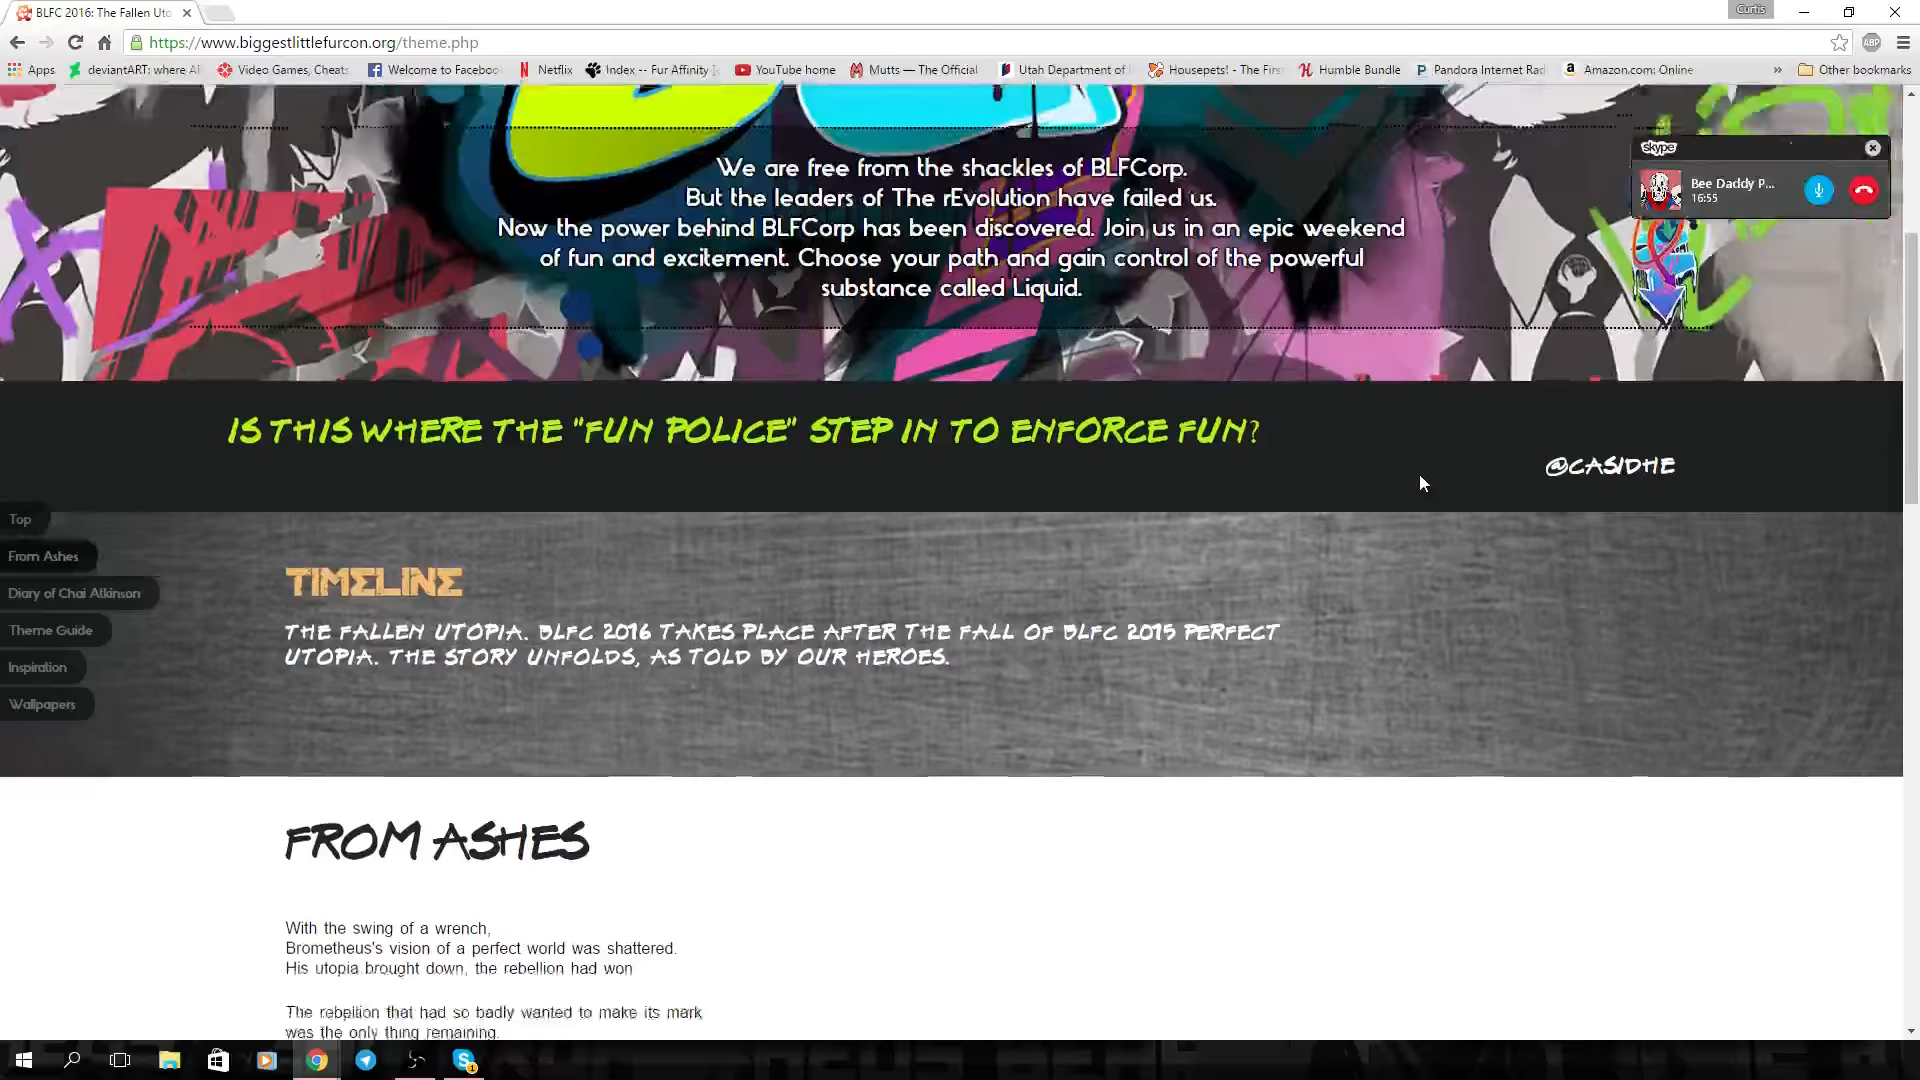 BLFC 2016: The Fallen Uto
Curtis
https://www.biggestlittlefurcon.org/theme.php
ABP
Apps
deviantART: where A
Video Games, Cheats
Welcome to Faceboo
Netflix
Index -- Fur Affinity [
YouTube home
Mutts — The Official
Utah Department of
Housepets! - The Firs
Humble Bundle
Pandora Internet Rad
Amazon.com: Online
»
Other bookmarks
We are free from the shackles of BLFCorp.
But the leaders of The rEvolution have failed us.
Now the power behind BLFCorp has been discovered. Join us in an epic weekend
of fun and excitement. Choose your path and gain control of the powerful
substance called Liquid.
skype
Bee Daddy P...
16:55
IS THIS WHERE THE "FUN POLICE" STEP IN TO ENFORCE FUN?
@CASIDHE
Top
From Ashes
Diary of Chai Atkinson
Theme Guide
Inspiration
Wallpapers
TIMELINE
THE FALLEN UTOPIA. BLFC 2016 TAKES PLACE AFTER THE FALL OF BLFC 2015 PERFECT
UTOPIA. THE STORY UNFOLDS, AS TOLD BY OUR HEROES.
FROM ASHES
With the swing of a wrench,
Brometheus's vision of a perfect world was shattered.
His utopia brought down, the rebellion had won
The rebellion that had so badly wanted to make its mark
was the only thing remaining.